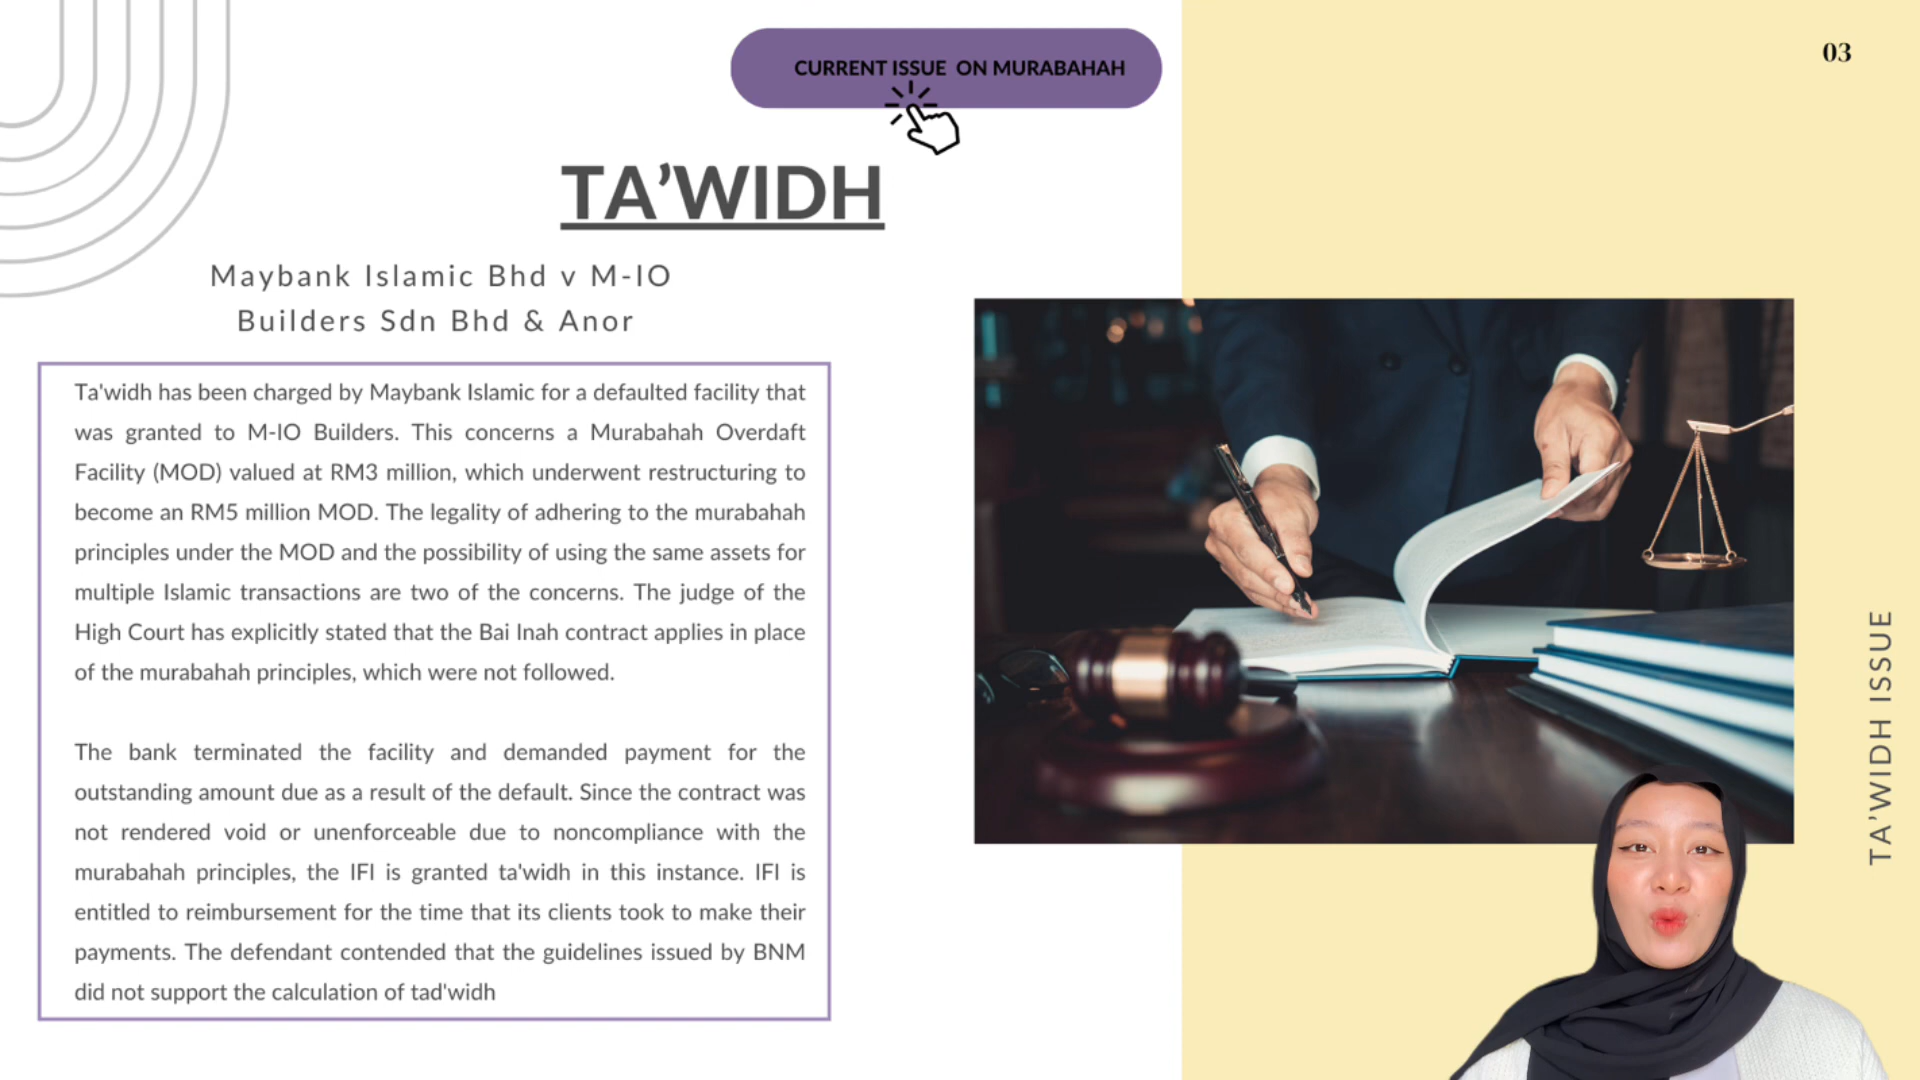 CURRENT ISSUE ON MURABAHAH
03
TA’WIDH
Maybank Islamic Bhd v M-IO
Builders Sdn Bhd & Anor
Ta'widh has been charged by Maybank Islamic for a defaulted facility that
was granted to M-IO Builders. This concerns a Murabahah Overdaft
Facility (MOD) valued at RM3 million, which underwent restructuring to
become an RM5 million MOD. The legality of adhering to the murabahah
principles under the MOD and the possibility of using the same assets for
multiple Islamic transactions are two of the concerns. The judge of the
High Court has explicitly stated that the Bai Inah contract applies in place
of the murabahah principles, which were not followed.
The bank terminated the facility and demanded payment for the
outstanding amount due as a result of the default. Since the contract was
not rendered void or unenforceable due to noncompliance with the
murabahah principles, the IFI is granted ta'widh in this instance. IFI is
entitled to reimbursement for the time that its clients took to make their
payments. The defendant contended that the guidelines issued by BNM
did not support the calculation of tad'widh
TA’WIDH ISSUE